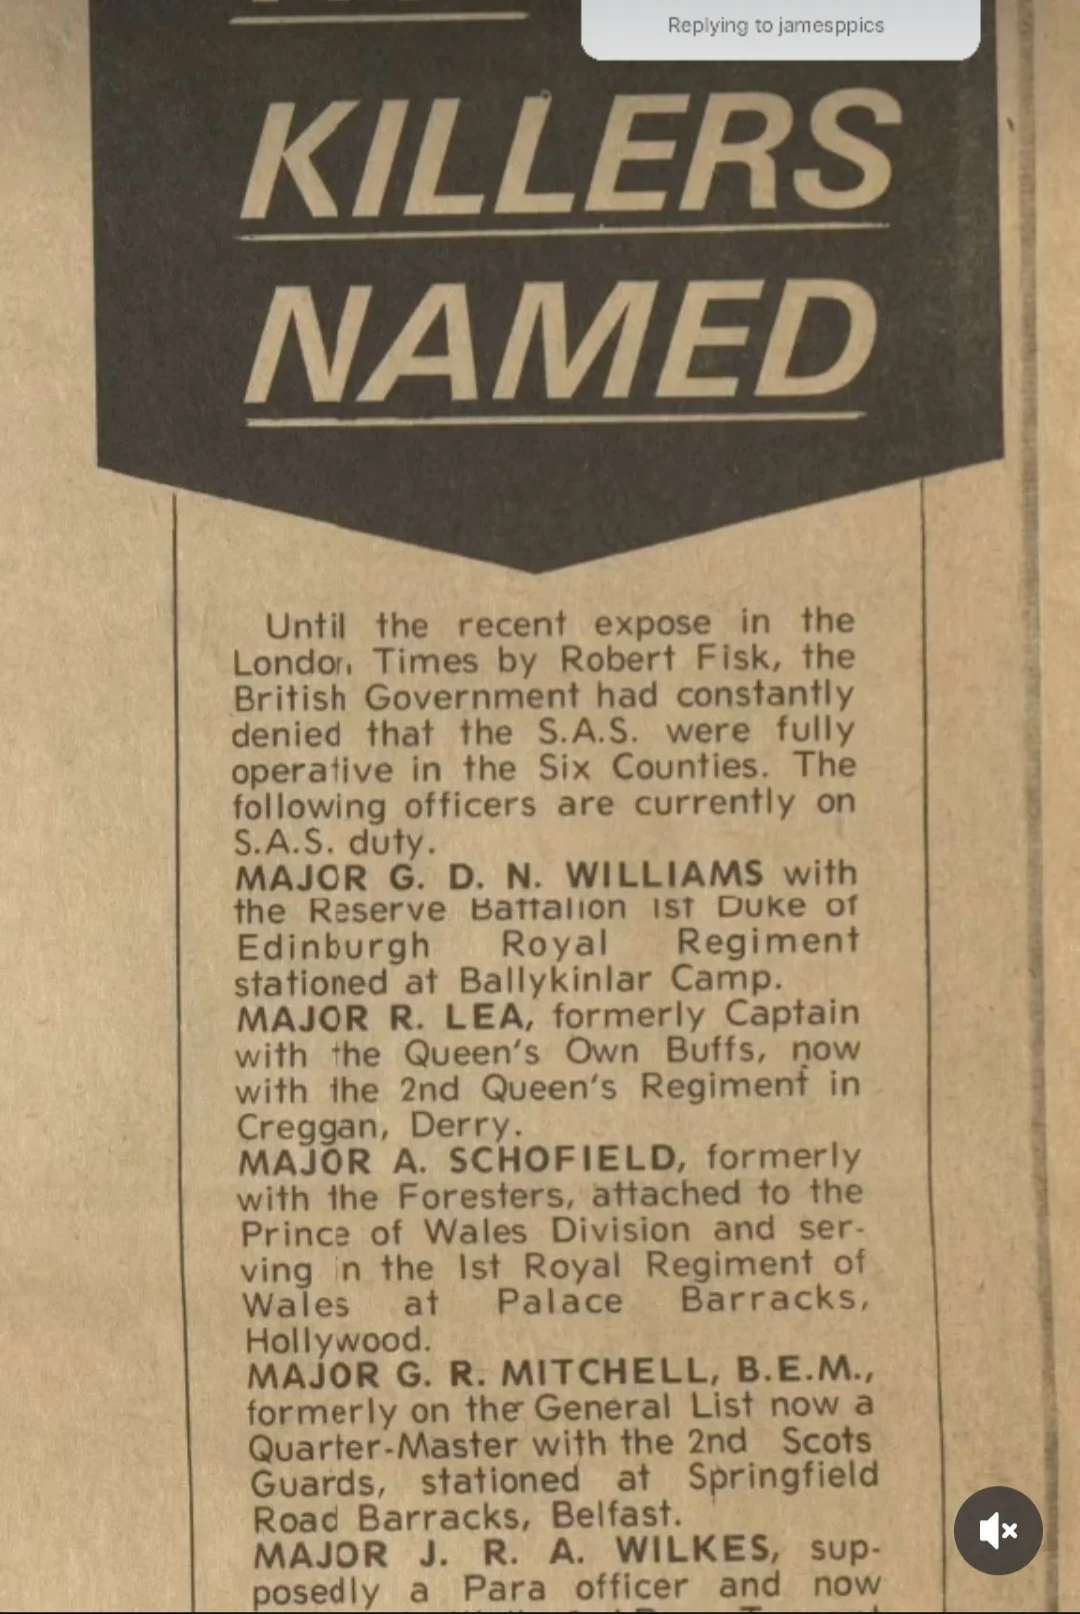 Replying to jamesppics
KILLERS
NAMED
Until the recent expose in the
London Times by Robert Fisk, the
British Government had constantly
denied that the S.A.S. were fully
operative in the Six Counties. The
following officers are currently on
S.A.S. duty.
MAJOR G. D. N. WILLIAMS with
the Reserve Battalion 1st Duke of
Edinburgh Royal Regiment
stationed at Ballykinlar Camp.
MAJOR R. LEA, formerly Captain
with the Queen's Own Buffs, now
with the 2nd Queen's Regiment in
Creggan, Derry.
MAJOR A. SCHOFIELD, formerly
with the Foresters, attached to the
Prince of Wales Division and ser-
ving in the 1st Royal Regiment of
Wales at Palace Barracks,
Hollywood.
MAJOR G. R. MITCHELL, B.E.M.,
formerly on the General List now a
Quarter-Master with the 2nd Scots
Guards, stationed at Springfield
Road Barracks, Belfast.
MAJOR J. R. A. WILKES, sup-
posedly a Para officer and now